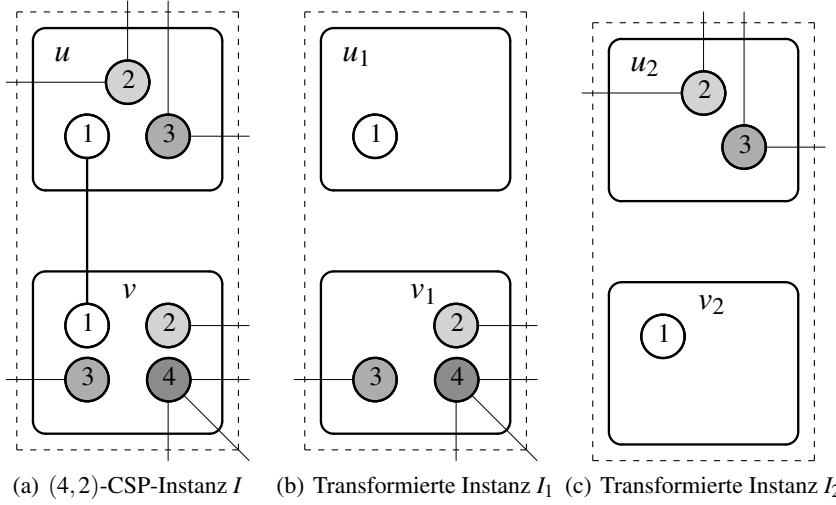 u
2
1
3
v
1
2
3
4
u₁
1
v₁
2
3
4
u₂
2
3
v₂
1
(a) (4,2)-CSP-Instanz I
(b) Transformierte Instanz I₁
(c) Transformierte Instanz I₂